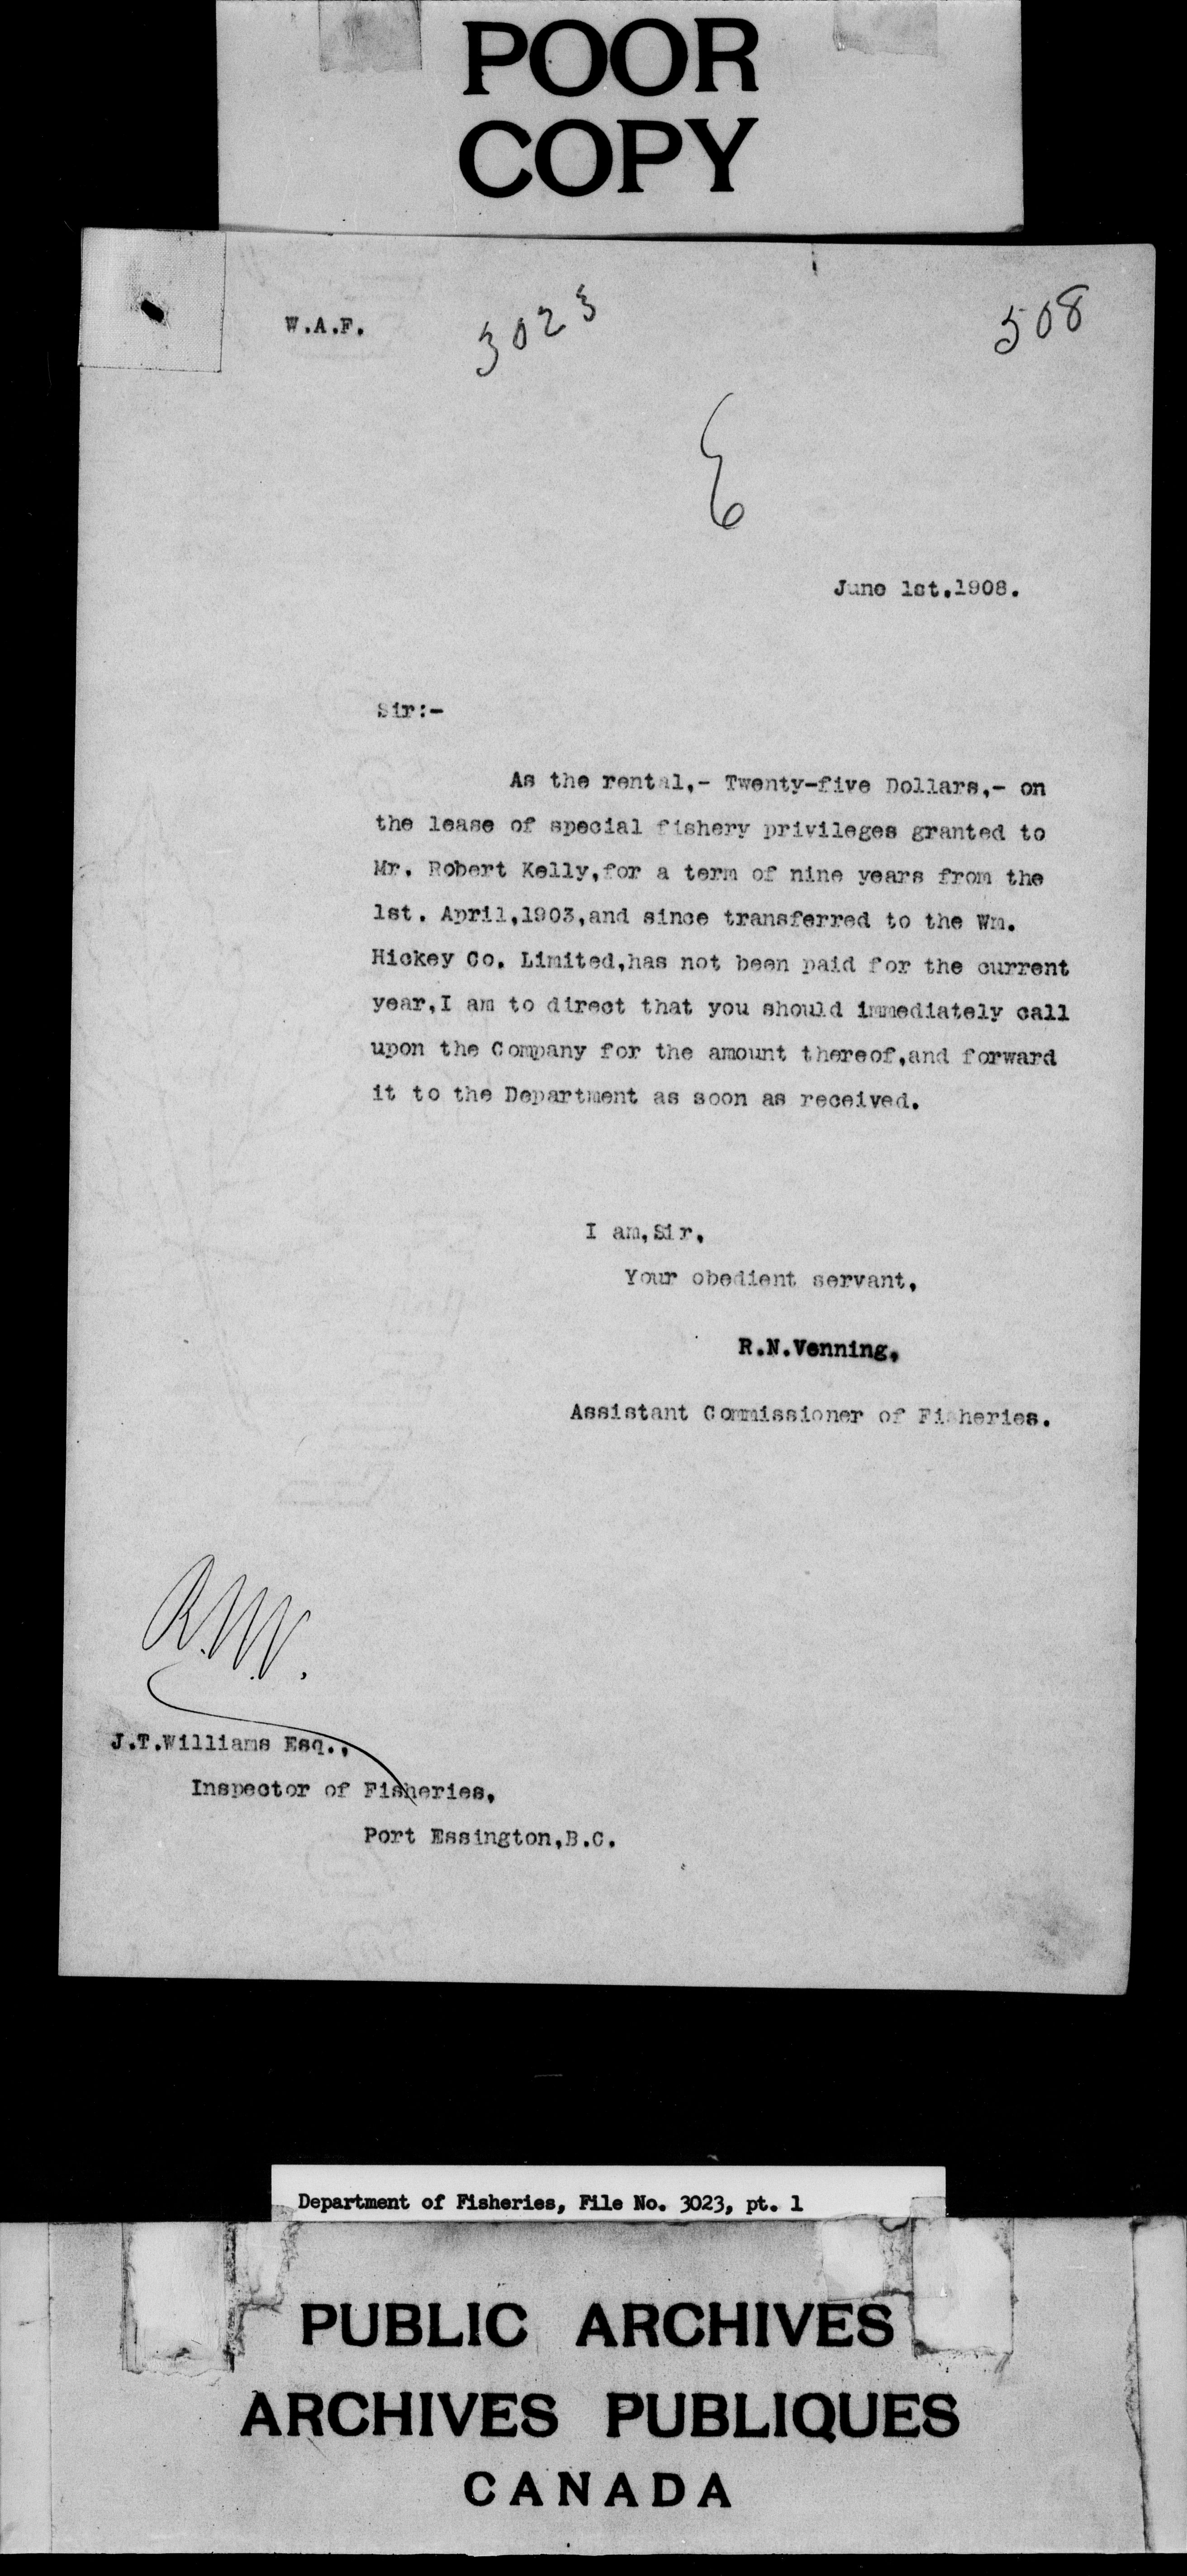 POOR
COPY
W.A.F.
3023
508
June 1st.1908.
Sir:-
As the rental,- Twenty-five Dollars,- on
the lease of special fishery privileges granted to
Mr. Robert Kelly,for a term of nine years from the
1st. April,1903,and since transferred to the Wm.
Hickey Co. Limited,has not been paid for the current
year,I am to direct that you should immediately call
upon the Company for the amount thereof,and forward
it to the Department as soon as received.
I am,Sir,
Your obedient servant,
R.N.Venning,
Assistant Commissioner of Fisheries.
J.T.Williams Esq.,
Inspector of Fisheries,
Port Essington,B.C.
Department of Fisheries, File No. 3023, pt. 1
PUBLIC ARCHIVES
ARCHIVES PUBLIQUES
CANADA